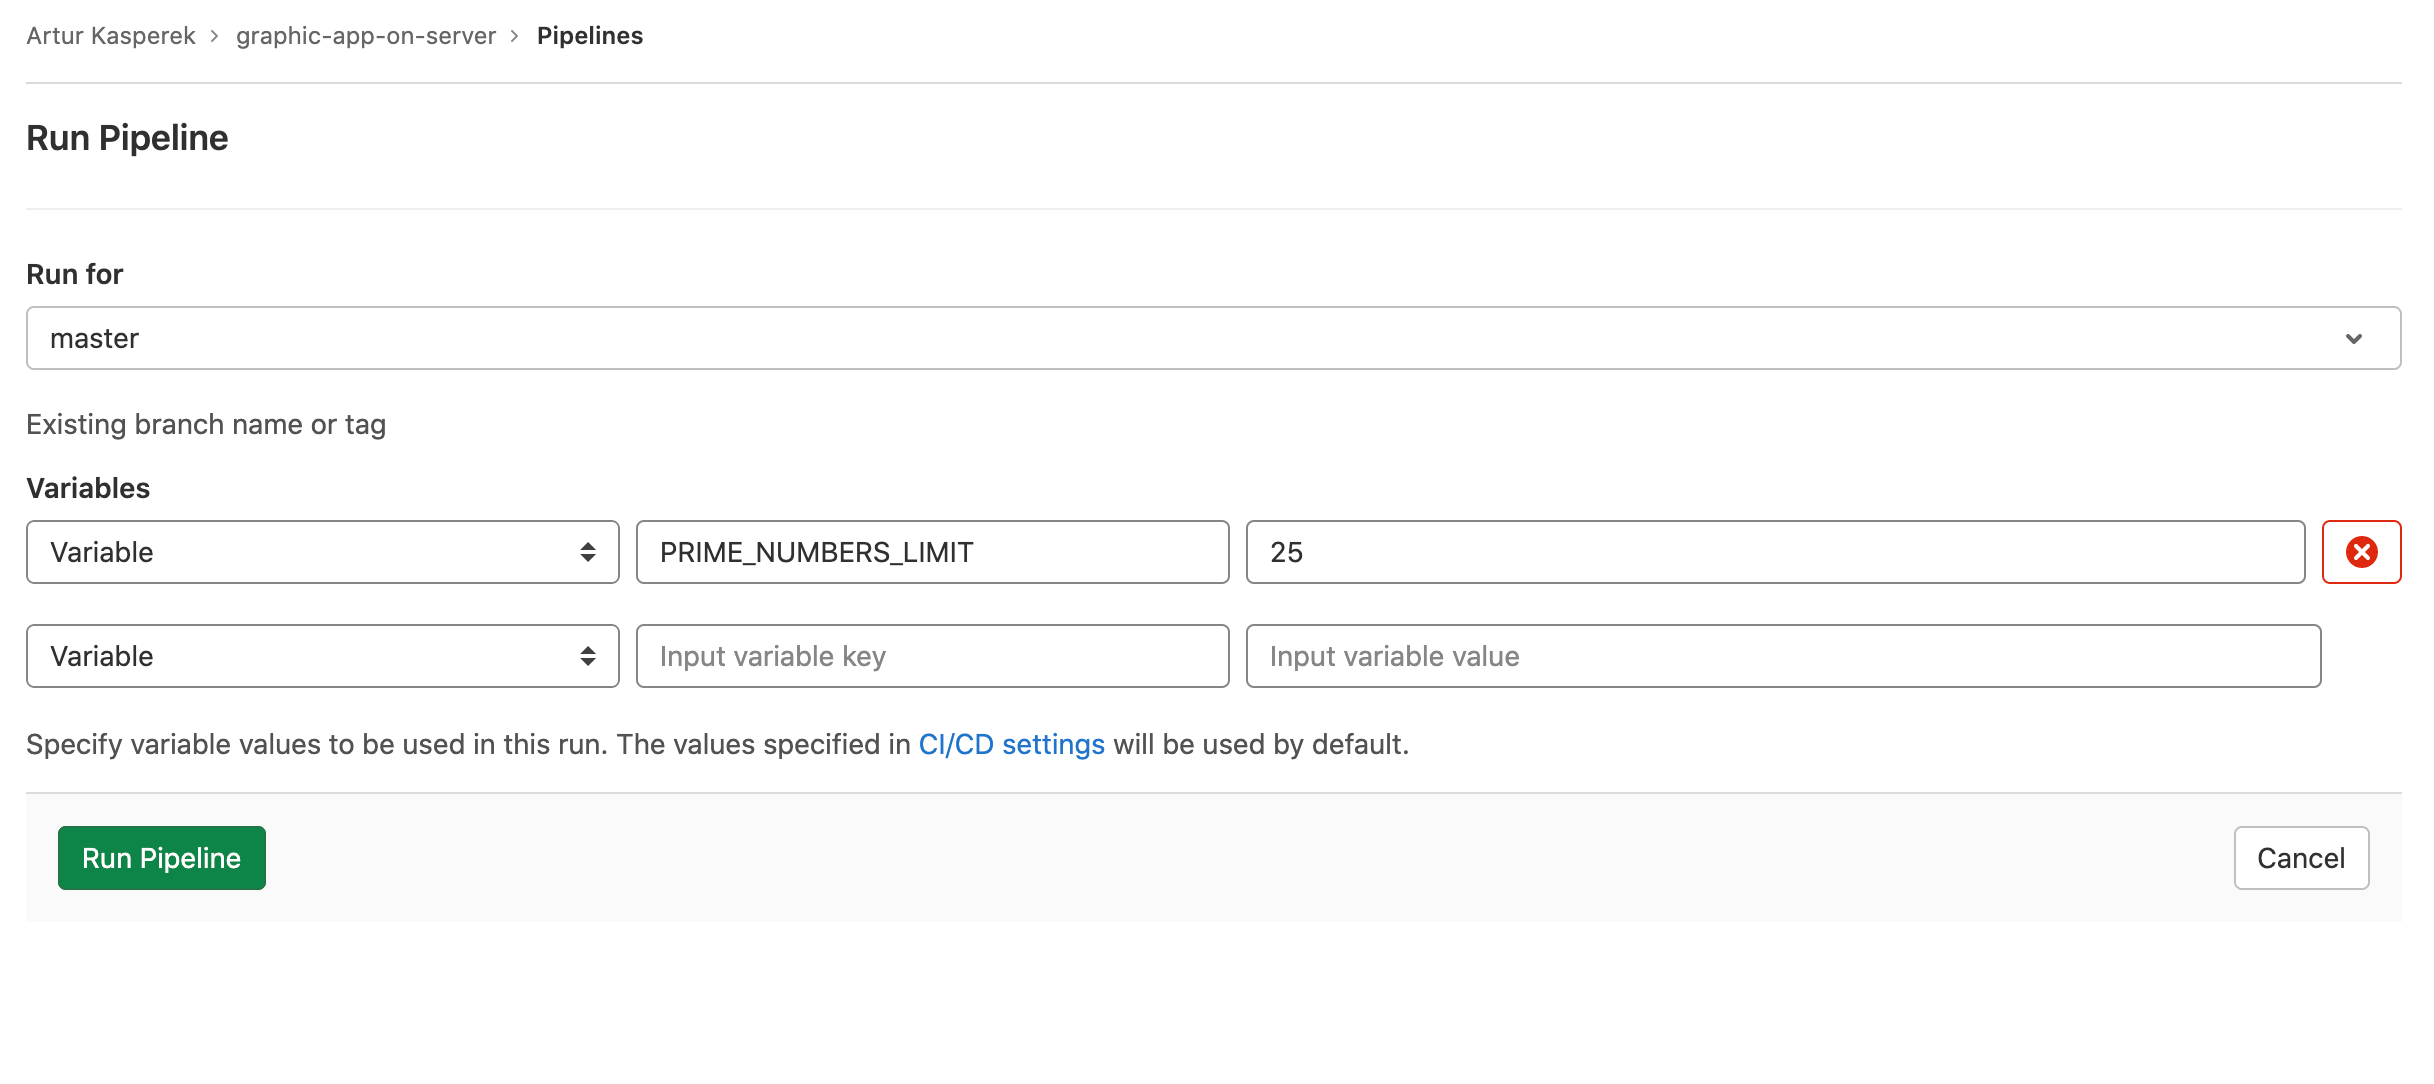 Artur Kasperek > graphic-app-on-server > Pipelines
Run Pipeline
Run for
master
Existing branch name or tag
Variables
Variable PRIME_NUMBERS_LIMIT 25
Variable Input variable key Input variable value
Specify variable values to be used in this run. The values specified in CI/CD settings will be used by default.
Run Pipeline Cancel